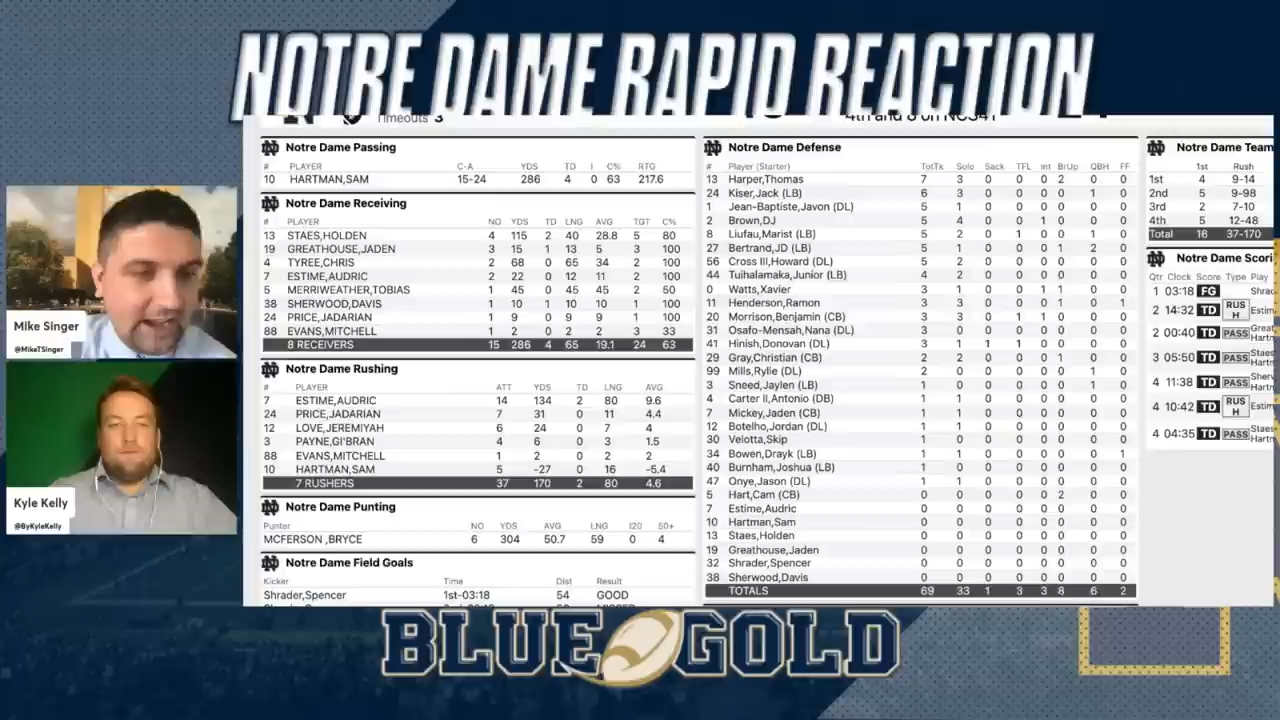 NOTRE DAME RAPID REACTION
Timeouts 3
4th and 8 on NCS41
Mike Singer
@MikeTSinger
Kyle Kelly
@ByKyleKelly
Notre Dame Passing
# PLAYER C-A YDS TD I C% RTG
10 HARTMAN,SAM 15-24 286 4 0 63 217.6
Notre Dame Receiving
# PLAYER NO YDS TD LNG AVG TGT C%
13 STAES,HOLDEN 4 115 2 40 28.8 5 80
19 GREATHOUSE,JADEN 3 15 1 13 5 3 100
4 TYREE,CHRIS 2 68 0 65 34 2 100
7 ESTIME,AUDRIC 2 22 0 12 11 2 100
5 MERRIWEATHER,TOBIAS 1 45 0 45 45 2 50
38 SHERWOOD,DAVIS 1 10 1 10 10 1 100
24 PRICE,JADARIAN 1 9 0 9 9 1 100
88 EVANS,MITCHELL 1 2 0 2 2 3 33
8 RECEIVERS 15 286 4 65 19.1 24 63
Notre Dame Rushing
# PLAYER ATT YDS TD LNG AVG
7 ESTIME,AUDRIC 14 134 2 80 9.6
24 PRICE,JADARIAN 7 31 0 11 4.4
12 LOVE,JEREMIYAH 6 24 0 7 4
3 PAYNE,GI'BRAN 4 6 0 3 1.5
88 EVANS,MITCHELL 1 2 0 2 2
10 HARTMAN,SAM 5 -27 0 16 -5.4
7 RUSHERS 37 170 2 80 4.6
Notre Dame Punting
Punter NO YDS AVG LNG I20 50+
MCFERSON ,BRYCE 6 304 50.7 59 0 4
Notre Dame Field Goals
Kicker Time Dist Result
Shrader,Spencer 1st-03:18 54 GOOD
Notre Dame Defense
# Player (Starter) TotTk Solo Sack TFL Int BrUp QBH FF
13 Harper,Thomas 7 3 0 0 0 2 0 0
24 Kiser,Jack (LB) 6 3 0 0 0 0 1 0
1 Jean-Baptiste,Javon (DL) 5 1 0 0 0 0 0 0
2 Brown,DJ 5 4 0 0 1 0 0 0
8 Liufau,Marist (LB) 5 2 0 1 0 0 1 0
27 Bertrand,JD (LB) 5 1 0 0 0 1 2 0
56 Cross III,Howard (DL) 5 2 0 0 0 0 0 0
44 Tuihalamaka,Junior (LB) 4 2 0 0 0 0 0 0
0 Watts,Xavier 3 1 0 0 1 1 0 0
11 Henderson,Ramon 3 3 0 0 0 1 0 1
20 Morrison,Benjamin (CB) 3 3 0 1 1 0 0 0
31 Osafo-Mensah,Nana (DL) 3 1 0 0 0 0 0 0
41 Hinish,Donovan (DL) 3 1 1 1 0 0 0 0
29 Gray,Christian (CB) 2 2 0 0 0 1 0 0
99 Mills,Rylie (DL) 2 0 0 0 0 0 1 0
3 Sneed,Jaylen (LB) 1 0 0 0 0 0 1 0
4 Carter II,Antonio (DB) 1 1 0 0 0 0 0 0
7 Mickey,Jaden (CB) 1 1 0 0 0 0 0 0
12 Botelho,Jordan (DL) 1 1 0 0 0 0 0 0
30 Velotta,Skip 1 0 0 0 0 0 0 0
34 Bowen,Drayk (LB) 1 1 0 0 0 0 0 1
40 Burnham,Joshua (LB) 1 0 0 0 0 0 0 0
47 Onye,Jason (DL) 1 1 0 0 0 0 0 0
5 Hart,Cam (CB) 0 0 0 0 0 2 0 0
7 Estime,Audric 0 0 0 0 0 0 0 0
10 Hartman,Sam 0 0 0 0 0 0 0 0
13 Staes,Holden 0 0 0 0 0 0 0 0
19 Greathouse,Jaden 0 0 0 0 0 0 0 0
32 Shrader,Spencer 0 0 0 0 0 0 0 0
38 Sherwood,Davis 0 0 0 0 0 0 0 0
TOTALS 69 33 1 3 3 8 6 2
Notre Dame Team
1st Rush
1st 4 9-14
2nd 5 9-98
3rd 2 7-10
4th 5 12-48
Total 16 37-170
Notre Dame Scori
Qtr Clock Score Type Play
1 03:18 FG Shrad
2 14:32 TD RUSH Estim
2 00:40 TD PASS Great Hartm
3 05:50 TD PASS Staes Hartm
4 11:38 TD PASS Sherv Hartm
4 10:42 TD RUSH Estim
4 04:35 TD PASS Staes- Hartm
BLUE GOLD